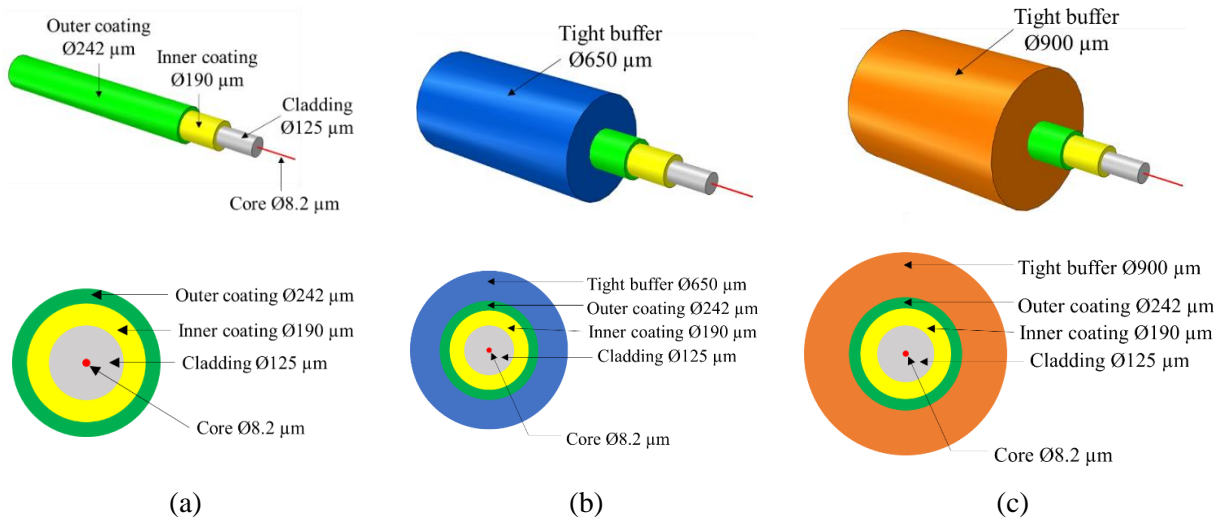 Outer coating
Ø242 µm
Inner coating
Ø190 µm
Cladding
Ø125 µm
Core Ø8.2 µm
Tight buffer
Ø650 µm
Tight buffer
Ø900 µm
Outer coating Ø242 µm
Inner coating Ø190 µm
Cladding Ø125 µm
Core Ø8.2 µm
Tight buffer Ø650 µm
Outer coating Ø242 µm
Inner coating Ø190 µm
Cladding Ø125 µm
Core Ø8.2 µm
Tight buffer Ø900 µm
Outer coating Ø242 µm
Inner coating Ø190 µm
Cladding Ø125 µm
Core Ø8.2 µm
(a)
(b)
(c)